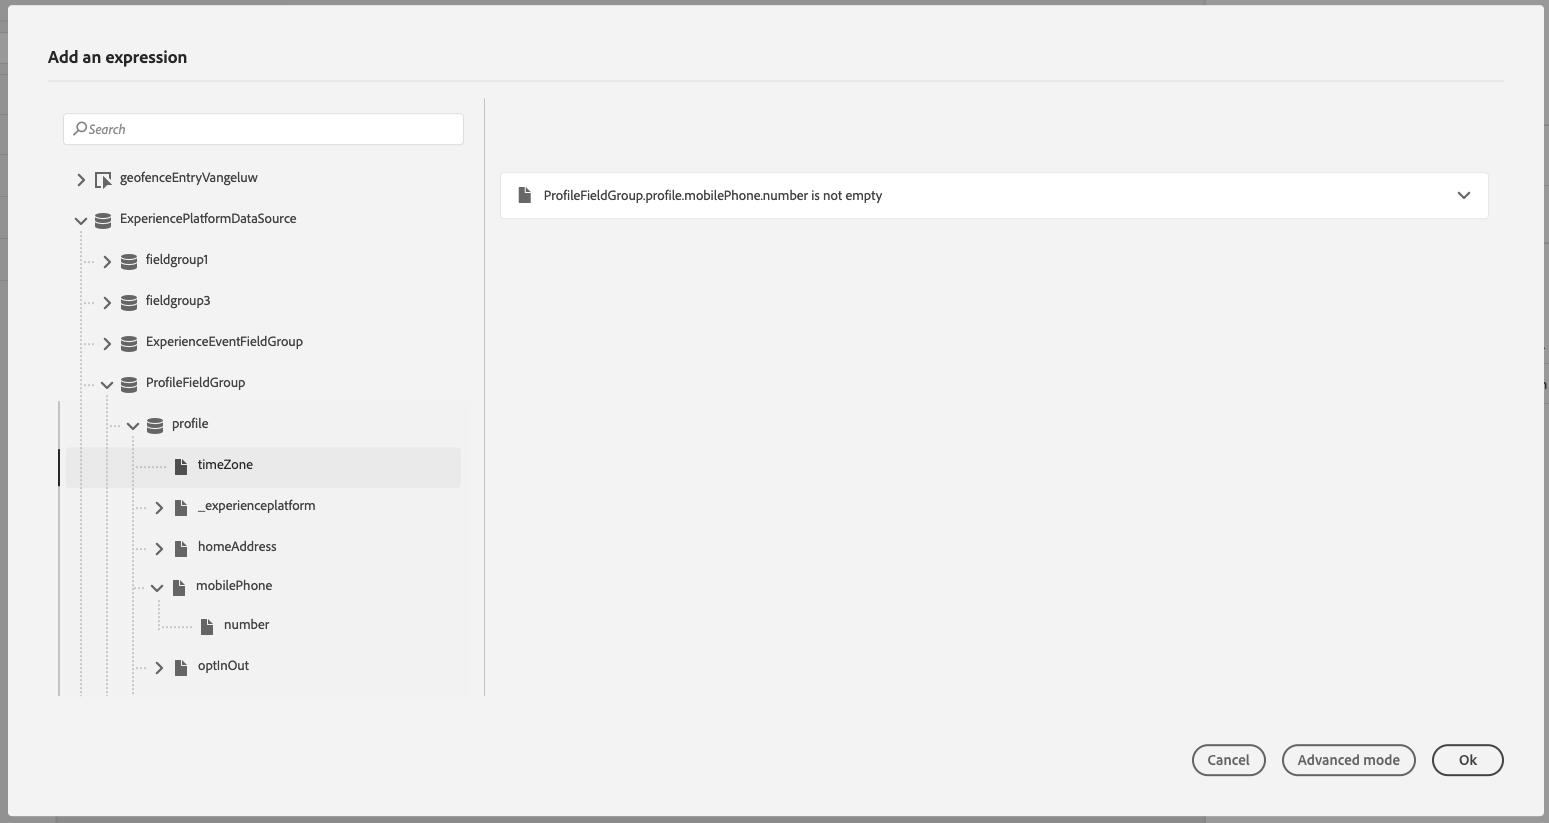 Add an expression
Search
geofenceEntryVangeluw
ExperiencePlatformDataSource
fieldgroup1
fieldgroup3
ExperienceEventFieldGroup
ProfileFieldGroup
profile
timeZone
_experienceplatform
homeAddress
mobilePhone
number
optInOut
ProfileFieldGroup.profile.mobilePhone.number is not empty
Cancel
Advanced mode
Ok